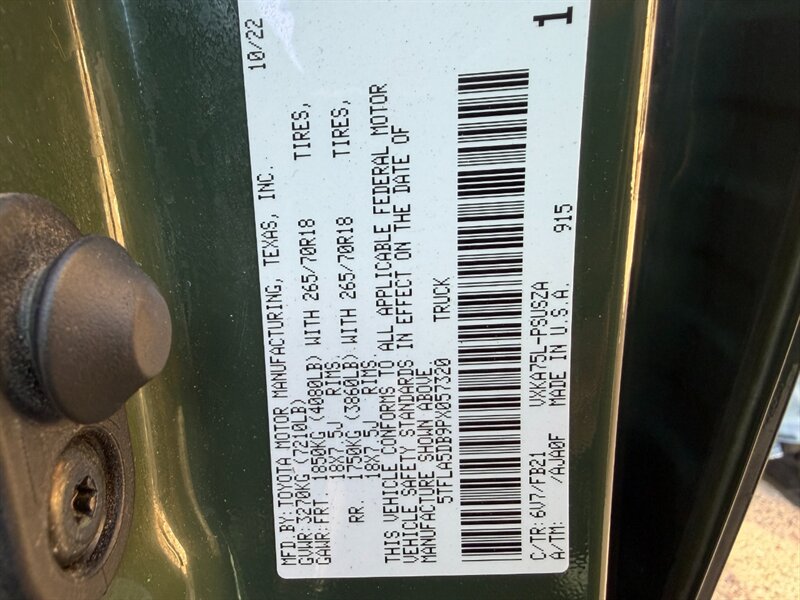 MFD BY: TOYOTA MOTOR MANUFACTURING, TEXAS, INC. 10/22
GVWR: 3270KG (7210LB)
GAWR: FRT. 1850KG (4080LB) WITH 265/70R18 TIRES,
18X7.5J RIMS.
RR. 1750KG (3860LB) WITH 265/70R18 TIRES,
18X7.5J RIMS.
THIS VEHICLE CONFORMS TO ALL APPLICABLE FEDERAL MOTOR
VEHICLE SAFETY STANDARDS IN EFFECT ON THE DATE OF
MANUFACTURE SHOWN ABOVE.
5TFLA5DB9PX057320 TRUCK
C/TR: 6V7/FB21 VXKA75L-PSUSZA
A/TM: /AJA0F MADE IN U.S.A. 915 1